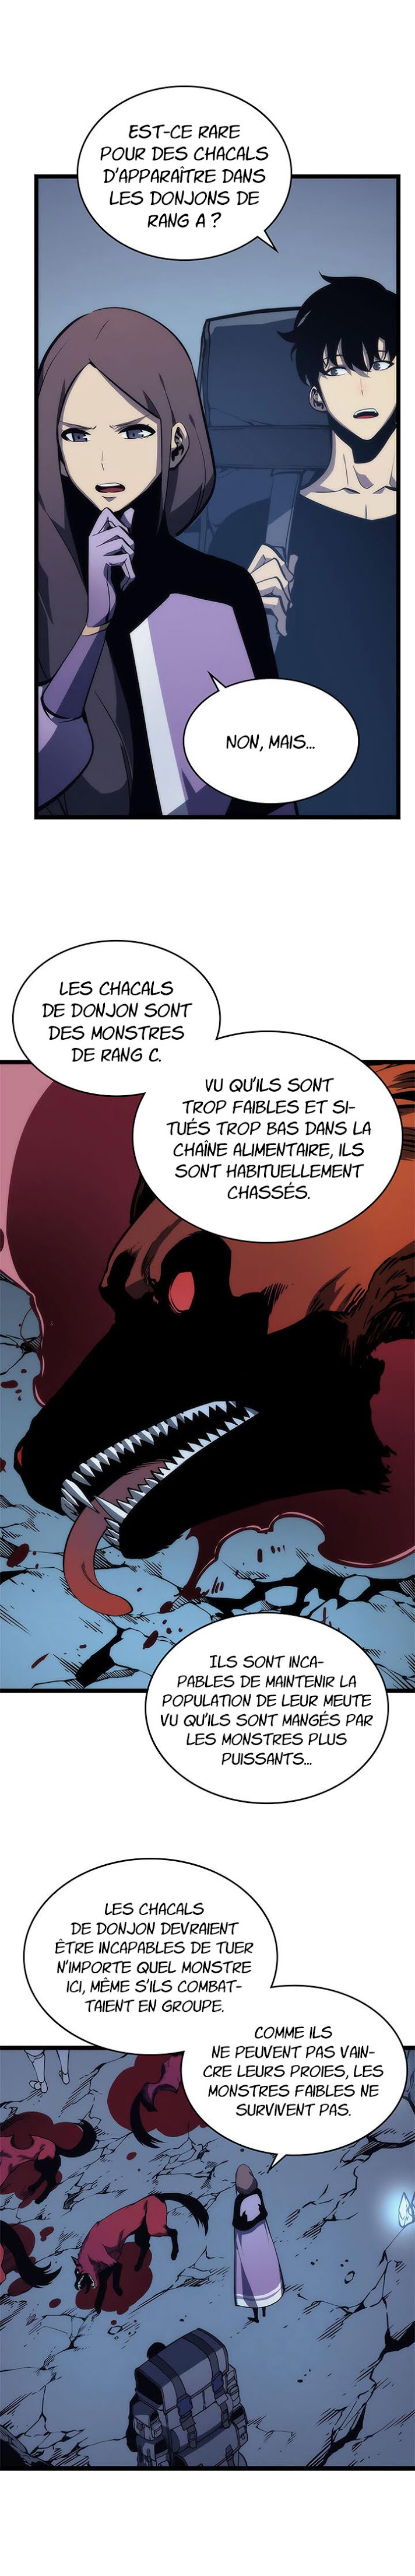 EST-CE RARE
POUR DES CHACALS
D'APPARAÎTRE DANS
LES DONJONS DE
RANG A ?
NON, MAIS...
LES CHACALS
DE DONJON SONT
DES MONSTRES
DE RANG C.
VU QU'ILS SONT
TROP FAIBLES ET SI-
TUÉS TROP BAS DANS LA
CHAÎNE ALIMENTAIRE, ILS
SONT HABITUELLEMENT
CHASSÉS.
ILS SONT INCA-
PABLES DE MAINTENIR LA
POPULATION DE LEUR MEUTE
VU QU'ILS SONT MANGÉS PAR
LES MONSTRES PLUS
PUISSANTS...
LES CHACALS
DE DONJON DEVRAIENT
ÊTRE INCAPABLES DE TUER
N'IMPORTE QUEL MONSTRE
ICI, MÊME S'ILS COMBAT-
TAIENT EN GROUPE.
COMME ILS
NE PEUVENT PAS VAIN-
CRE LEURS PROIES, LES
MONSTRES FAIBLES NE
SURVIVENT PAS.